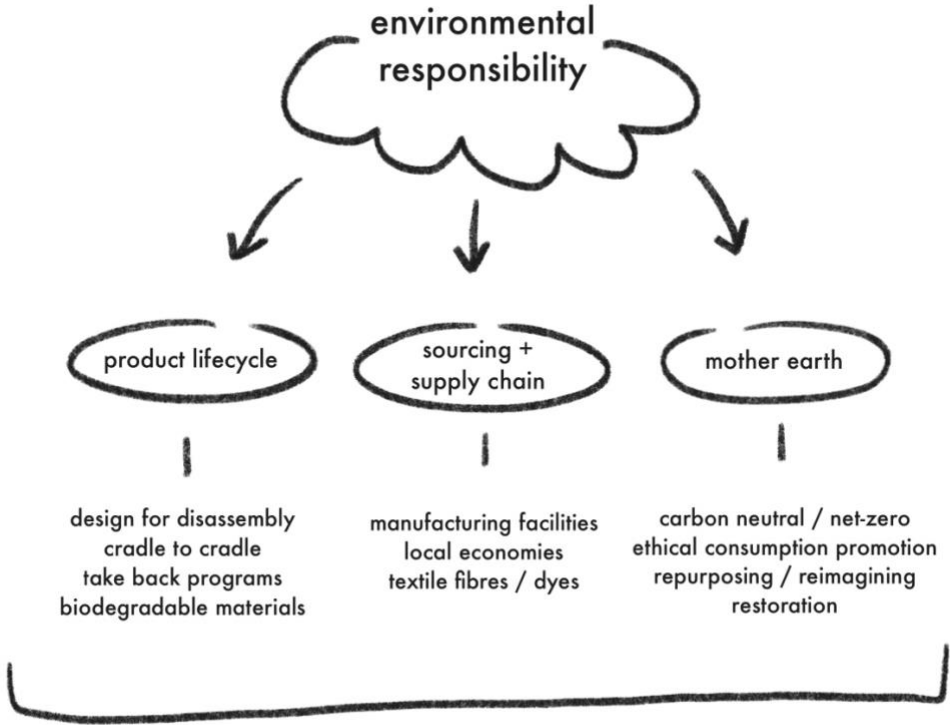 environmental
responsibility
product lifecycle
sourcing +
supply chain
mother earth
design for disassembly
cradle to cradle
take back programs
biodegradable materials
manufacturing facilities
local economies
textile fibres / dyes
carbon neutral / net-zero
ethical consumption promotion
repurposing / reimagining
restoration